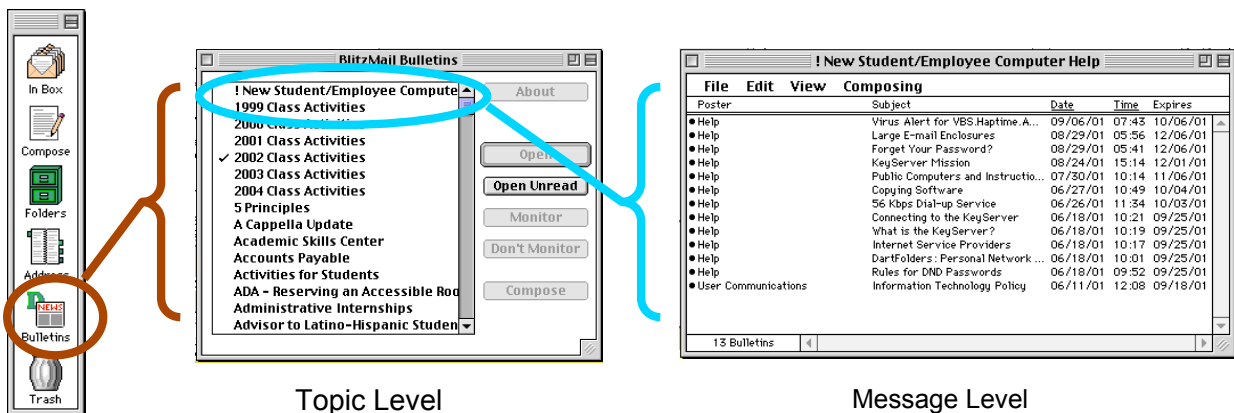 In Box
Compose
Folders
Address
NEWS
Bulletins
Trash
BlitzMail Bulletins
! New Student/Employee Compute
1999 Class Activities
2000 Class Activities
2001 Class Activities
✓ 2002 Class Activities
2003 Class Activities
2004 Class Activities
5 Principles
A Cappella Update
Academic Skills Center
Accounts Payable
Activities for Students
ADA - Reserving an Accessible Roo
Administrative Internships
Advisor to Latino-Hispanic Studen
About
Open
Open Unread
Monitor
Don't Monitor
Compose
Topic Level
! New Student/Employee Computer Help
File Edit View Composing
Poster Subject Date Time Expires
• Help Virus Alert for VBS.Haptime.A... 09/06/01 07:43 10/06/01
• Help Large E-mail Enclosures 08/29/01 05:56 12/06/01
• Help Forget Your Password? 08/29/01 05:41 12/06/01
• Help KeyServer Mission 08/24/01 15:14 12/01/01
• Help Public Computers and Instructio... 07/30/01 10:14 11/06/01
• Help Copying Software 06/27/01 10:49 10/04/01
• Help 56 Kbps Dial-up Service 06/26/01 11:34 10/03/01
• Help Connecting to the KeyServer 06/18/01 10:21 09/25/01
• Help What is the KeyServer? 06/18/01 10:19 09/25/01
• Help Internet Service Providers 06/18/01 10:17 09/25/01
• Help DartFolders: Personal Network ... 06/18/01 10:01 09/25/01
• Help Rules for DND Passwords 06/18/01 09:52 09/25/01
• User Communications Information Technology Policy 06/11/01 12:08 09/18/01
13 Bulletins
Message Level